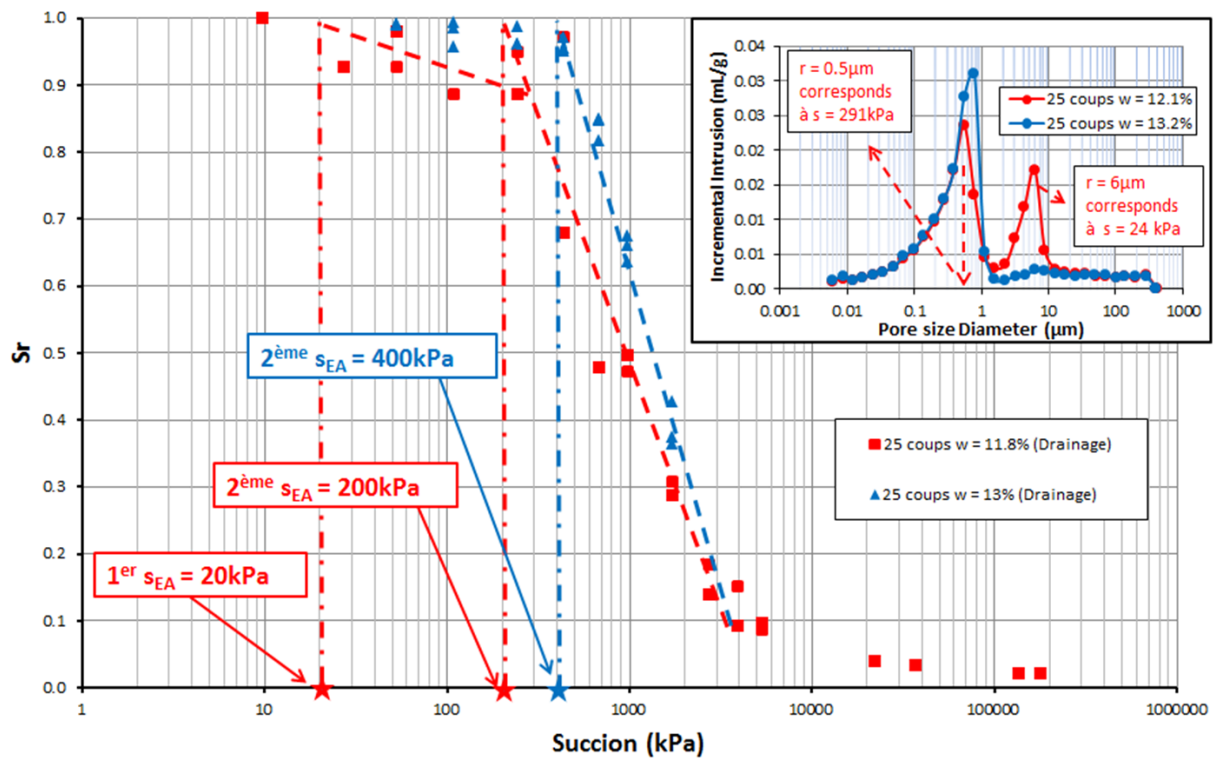 1.0
0.9
0.8
0.7
0.6
0.5
0.4
0.3
0.2
0.1
0.0
Sr
1
10
100
1000
10000
100000
1000000
Succion (kPa)
2ème sEA = 400kPa
2ème sEA = 200kPa
1er sEA = 20kPa
25 coups w = 11.8% (Drainage)
25 coups w = 13% (Drainage)
0.04
0.03
0.03
0.02
0.02
0.01
0.01
0.00
Incremental Intrusion (mL/g)
0.001
0.01
0.1
1
10
100
1000
Pore size Diameter (µm)
r = 0.5µm
corresponds
à s = 291kPa
25 coups w = 12.1%
25 coups w = 13.2%
r = 6µm
corresponds
à s = 24 kPa